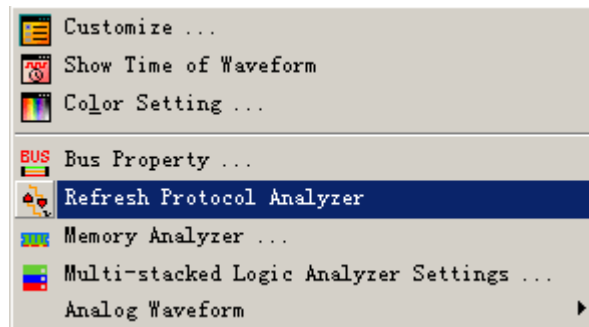 Customize ...
Show Time of Waveform
Color Setting ...
BUS Bus Property ...
Refresh Protocol Analyzer
Memory Analyzer ...
Multi-stacked Logic Analyzer Settings ...
Analog Waveform